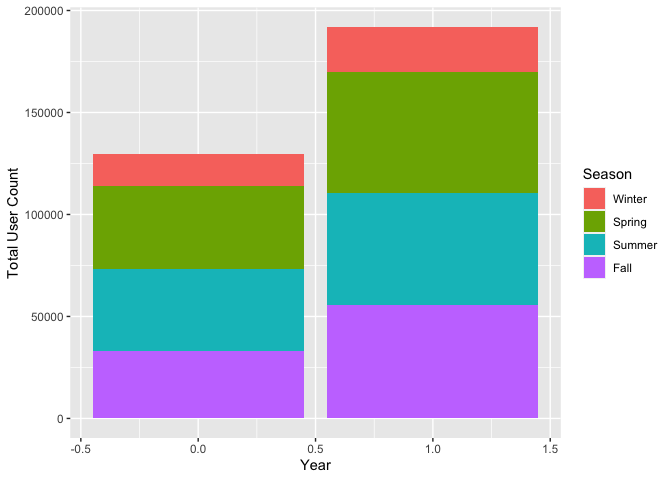 200000
150000
100000
50000
0
Total User Count
-0.5 0.0 0.5 1.0 1.5
Year
Season
Winter
Spring
Summer
Fall